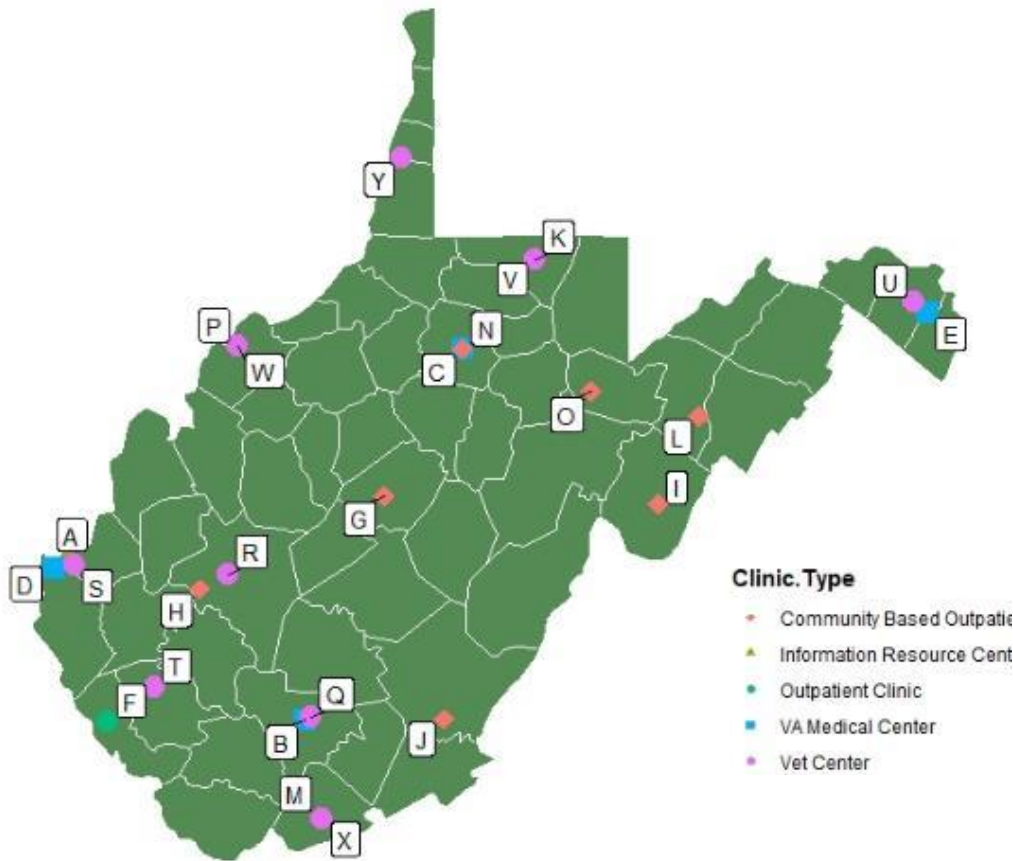 Y
K
V
U
E
P
W
N
C
O
L
I
G
A
D
S
R
H
T
F
Q
B
J
M
X
Clinic.Type
Community Based Outpatie
Information Resource Cent
Outpatient Clinic
VA Medical Center
Vet Center